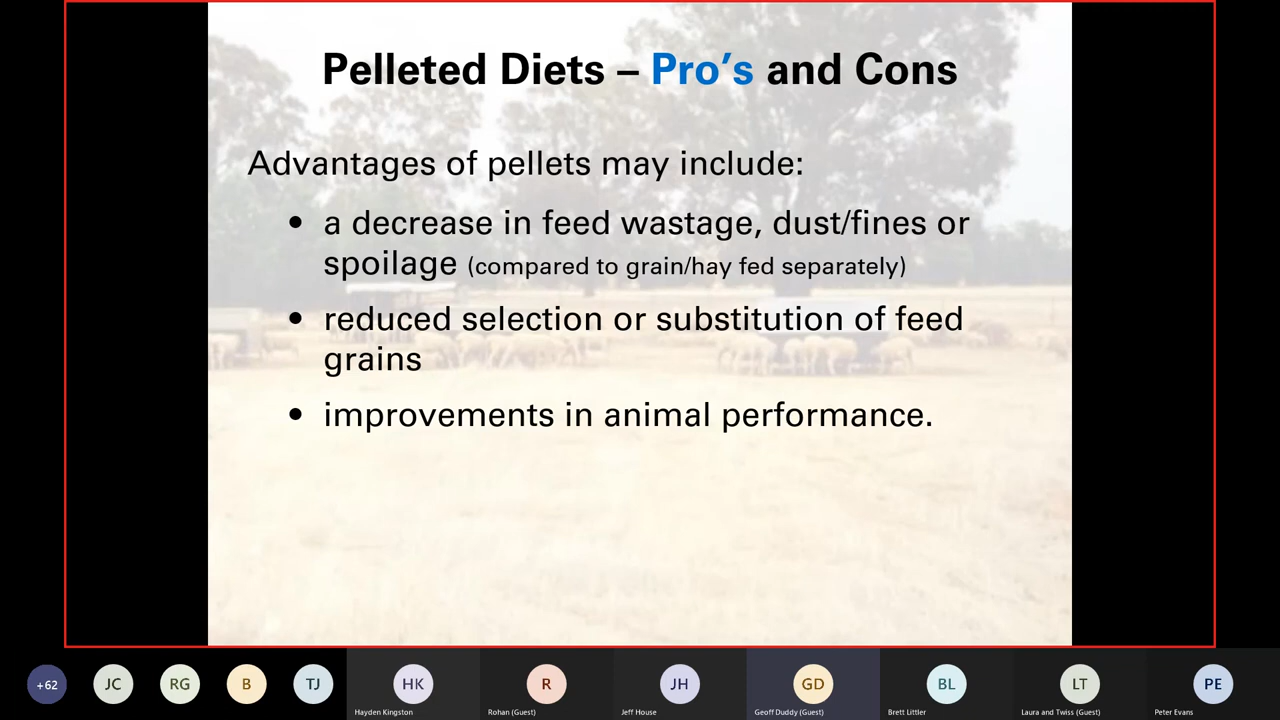 Pelleted Diets – Pro’s and Cons
Advantages of pellets may include:
• a decrease in feed wastage, dust/fines or
spoilage (compared to grain/hay fed separately)
• reduced selection or substitution of feed
grains
• improvements in animal performance.
+62
JC
RG
B
TJ
HK
R
JH
GD
BL
LT
PE
Hayden Kingston
Rohan (Guest)
Jeff House
Geoff Duddy (Guest)
Brett Littler
Laura and Twiss (Guest)
Peter Evans